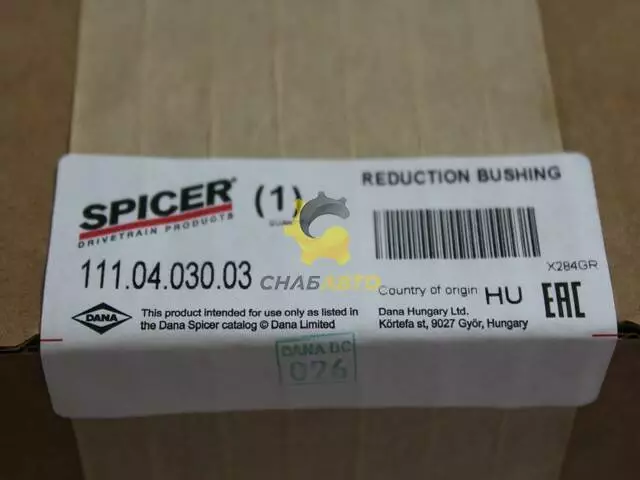 SPICER®
DRIVETRAIN PRODUCTS
(1)
REDUCTION BUSHING
111.04.030.03
X284GR
СНАБАВТО
Country of origin HU
EAC
DANA
This product intended for use only as listed in
the Dana Spicer catalog © Dana Limited
Dana Hungary Ltd.
Körtefa st, 9027 Győr, Hungary
DANA DC
026